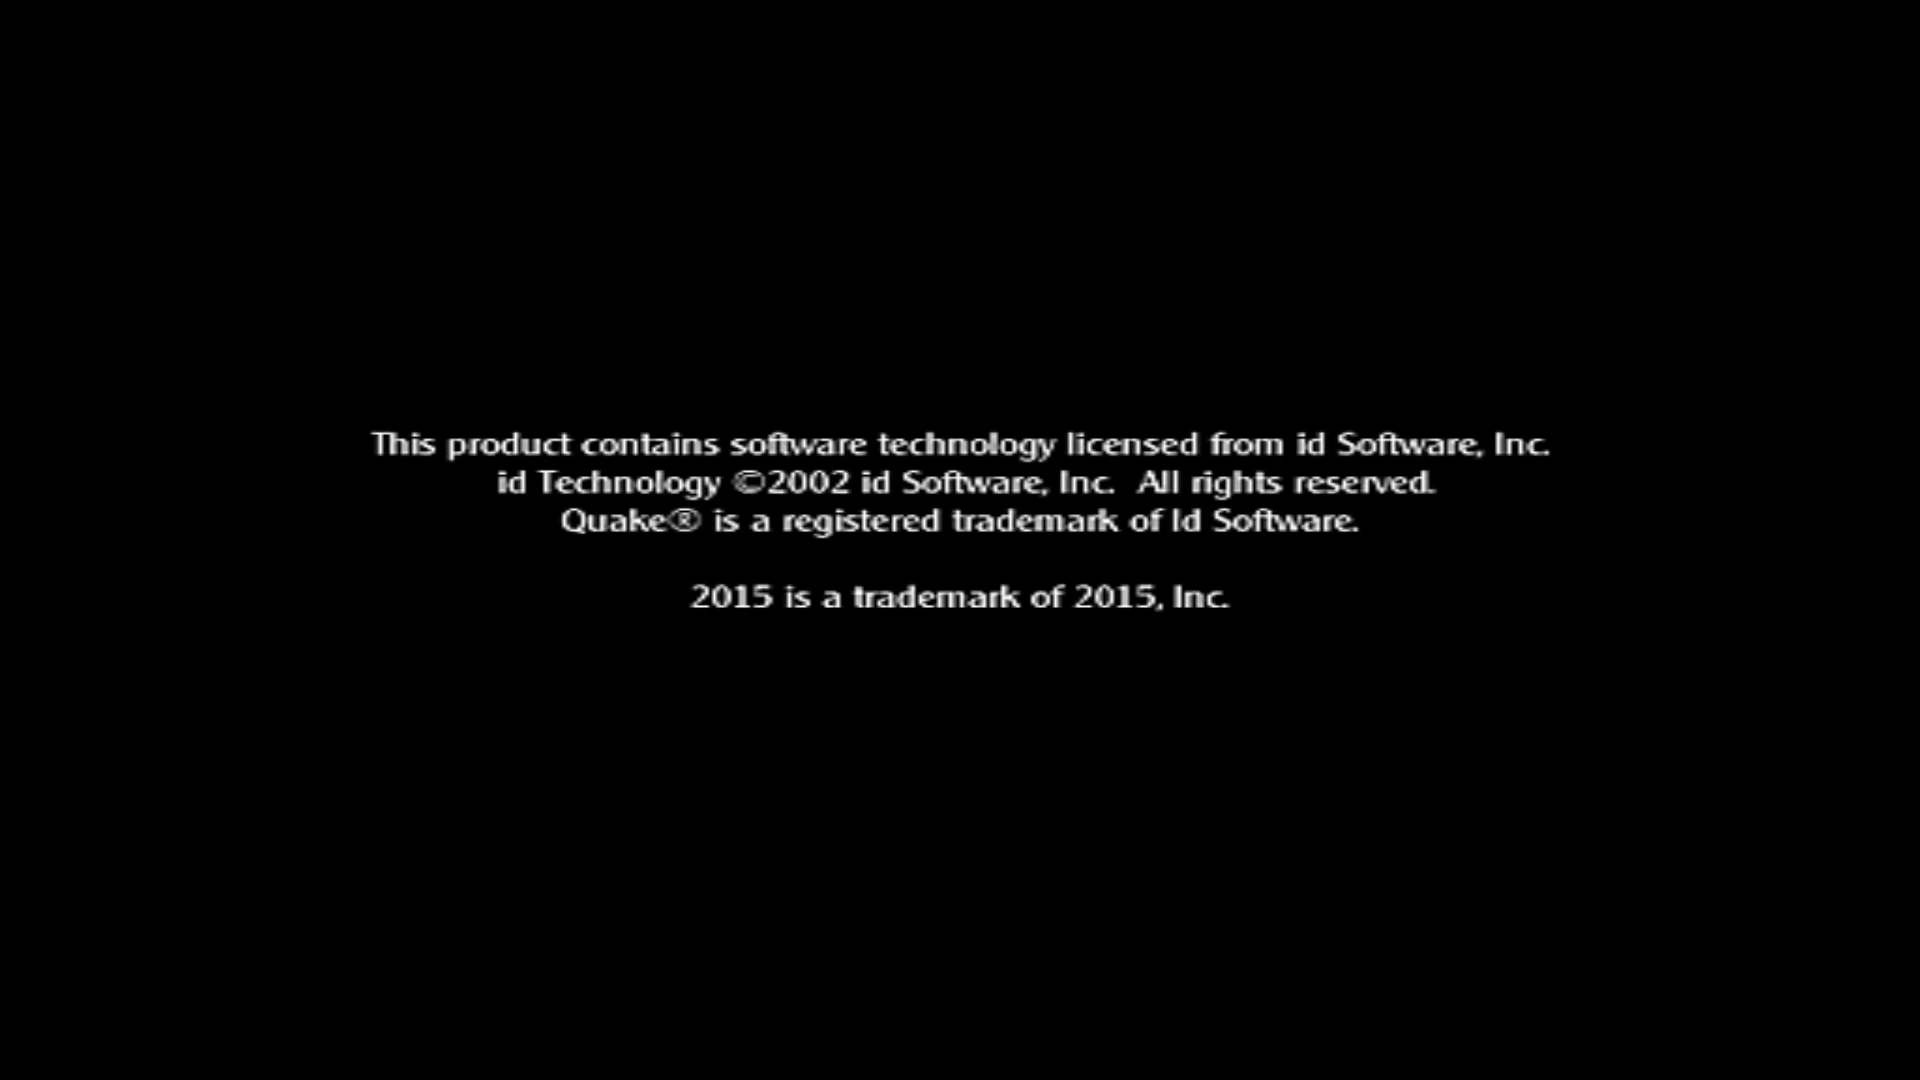 This product contains software technology licensed from id Software, Inc.
id Technology ©2002 id Software, Inc.  All rights reserved.
Quake® is a registered trademark of Id Software.
2015 is a trademark of 2015, Inc.